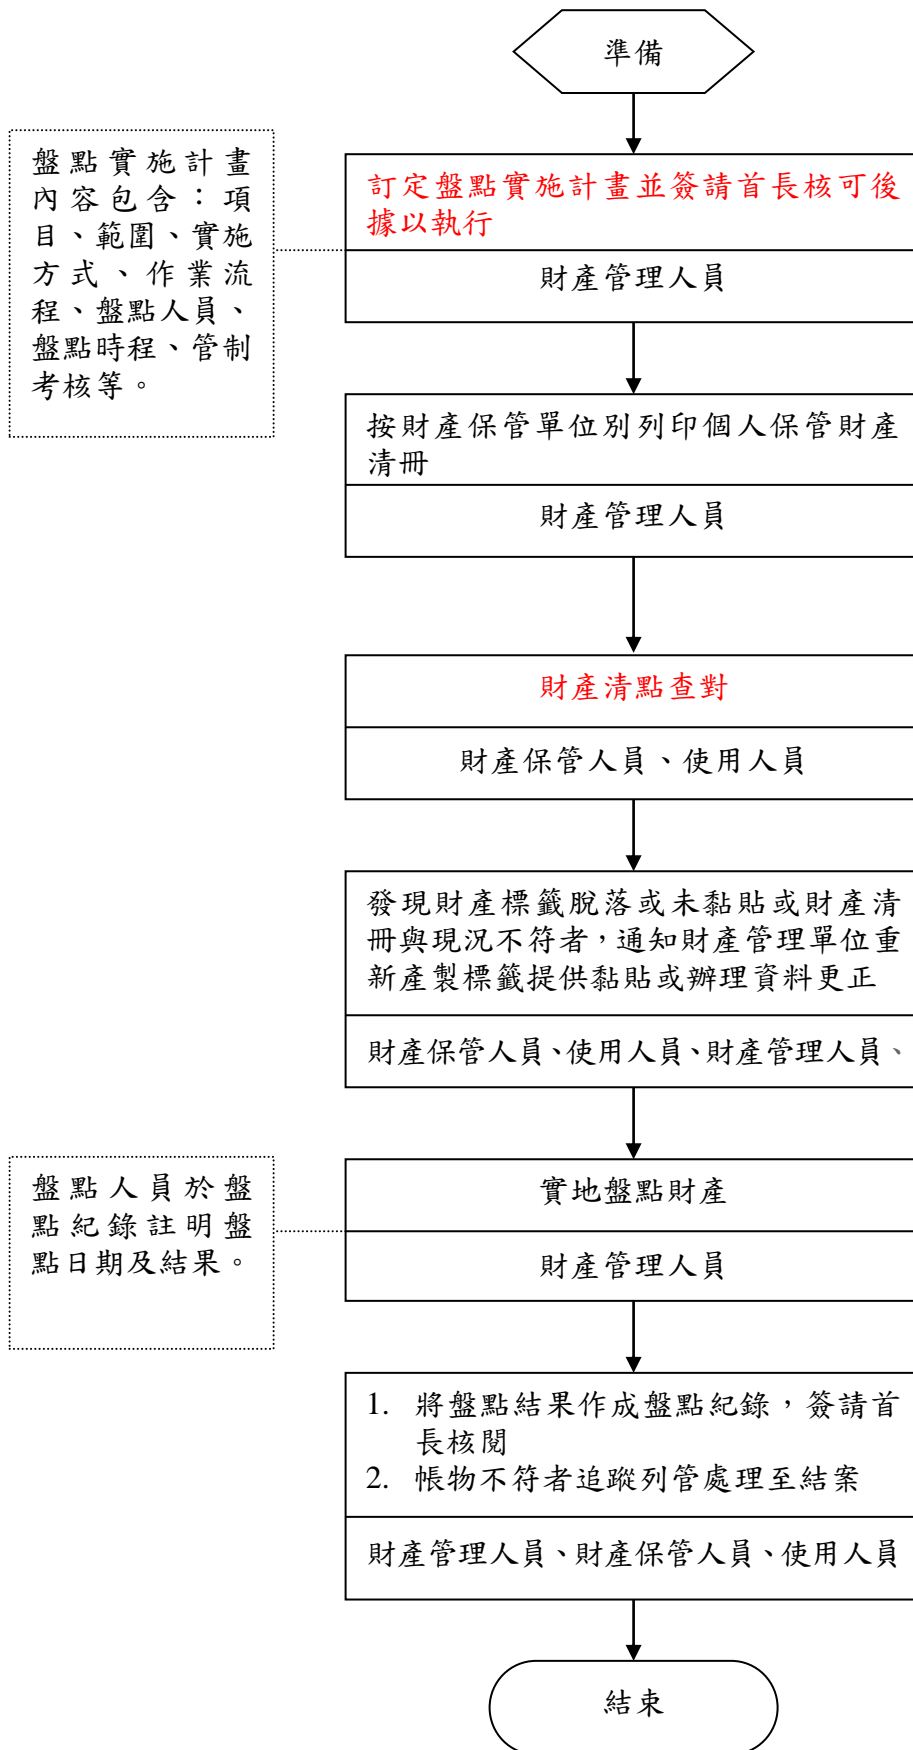 準備
盤點實施計畫
內容包含：項
目、範圍、實施
方式、作業流
程、盤點人員、
盤點時程、管制
考核等。
訂定盤點實施計畫並簽請首長核可後
據以執行
財產管理人員
按財產保管單位別列印個人保管財產
清冊
財產管理人員
財產清點查對
財產保管人員、使用人員
發現財產標籤脫落或未黏貼或財產清
冊與現況不符者，通知財產管理單位重
新產製標籤提供黏貼或辦理資料更正
財產保管人員、使用人員、財產管理人員、
盤點人員於盤
點紀錄註明盤
點日期及結果。
實地盤點財產
財產管理人員
1. 將盤點結果作成盤點紀錄，簽請首
長核閱
2. 帳物不符者追蹤列管處理至結案
財產管理人員、財產保管人員、使用人員
結束